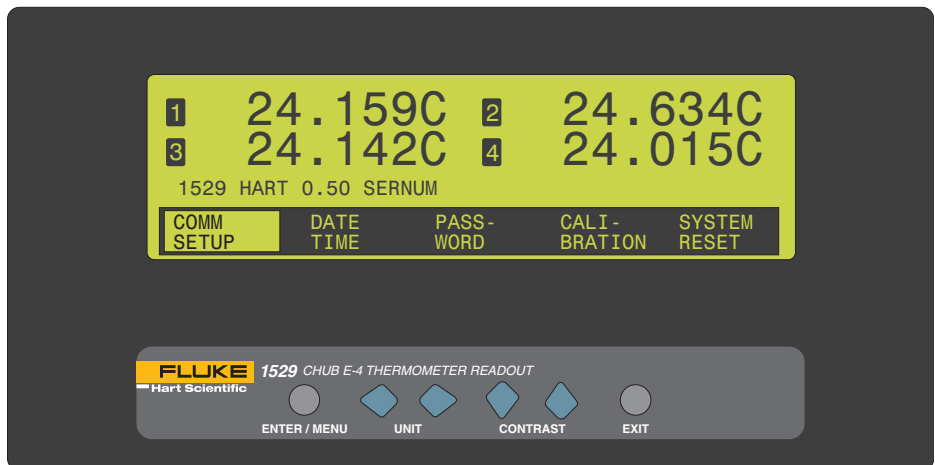 1 24.159C 2 24.634C
3 24.142C 4 24.015C
1529 HART 0.50 SERNUM
COMM DATE PASS- CALI- SYSTEM
SETUP TIME WORD BRATION RESET
FLUKE 1529 CHUB E-4 THERMOMETER READOUT
Hart Scientific
ENTER / MENU UNIT CONTRAST EXIT